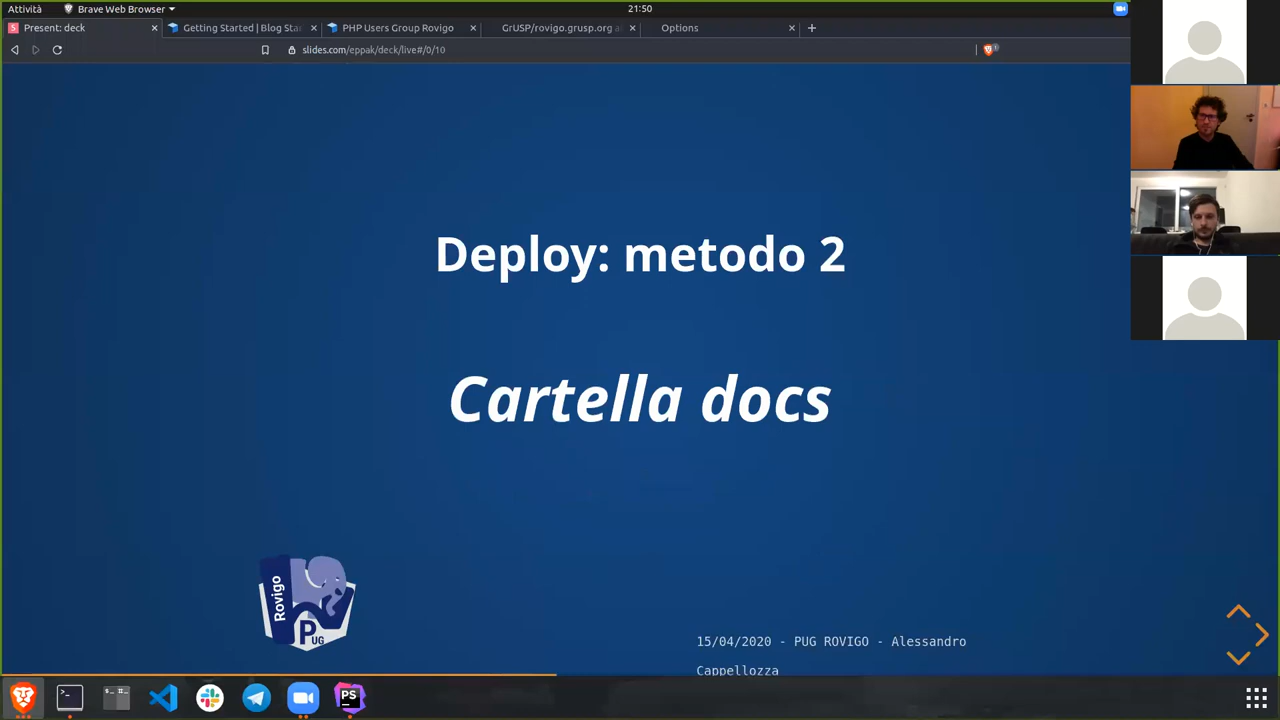 Attività
Brave Web Browser
21:50
Present: deck
Getting Started | Blog Sta
PHP Users Group Rovigo
GrUSP/rovigo.grusp.org a
Options
slides.com/eppak/deck/live#/0/10
Deploy: metodo 2
Cartella docs
Rovigo
PUG
15/04/2020 - PUG ROVIGO - Alessandro
Cappellozza
PS